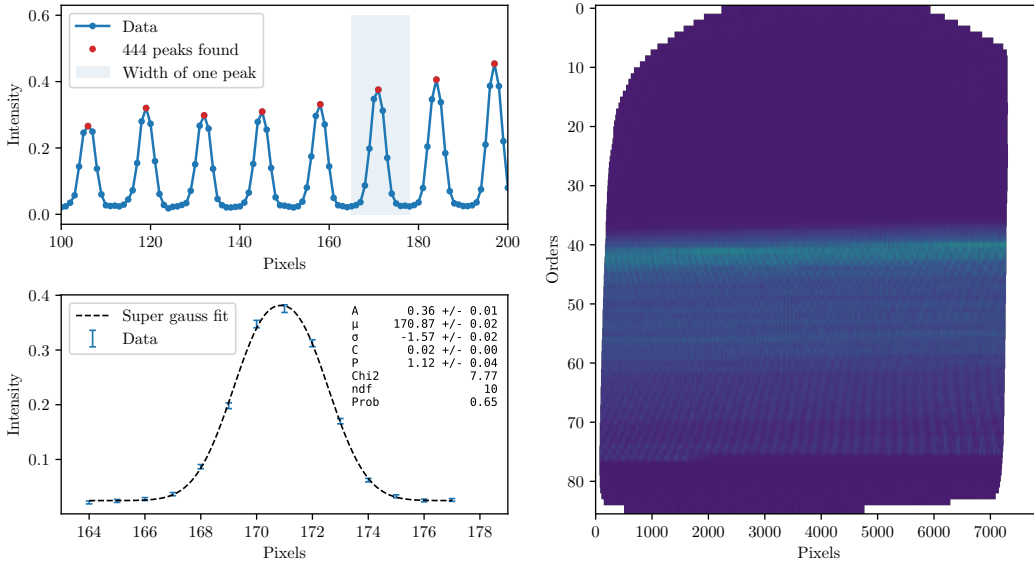 0.6
0.4
0.2
0.0
Intensity
Data
444 peaks found
Width of one peak
100 120 140 160 180 200
Pixels
0.4
0.3
0.2
0.1
Intensity
Super gauss fit
Data
A 0.36 +/- 0.01
μ 170.87 +/- 0.02
σ -1.57 +/- 0.02
C 0.02 +/- 0.00
P 1.12 +/- 0.04
Chi2 7.77
ndf 10
Prob 0.65
164 166 168 170 172 174 176 178
Pixels
0
10
20
30
40
50
60
70
80
Orders
0 1000 2000 3000 4000 5000 6000 7000
Pixels